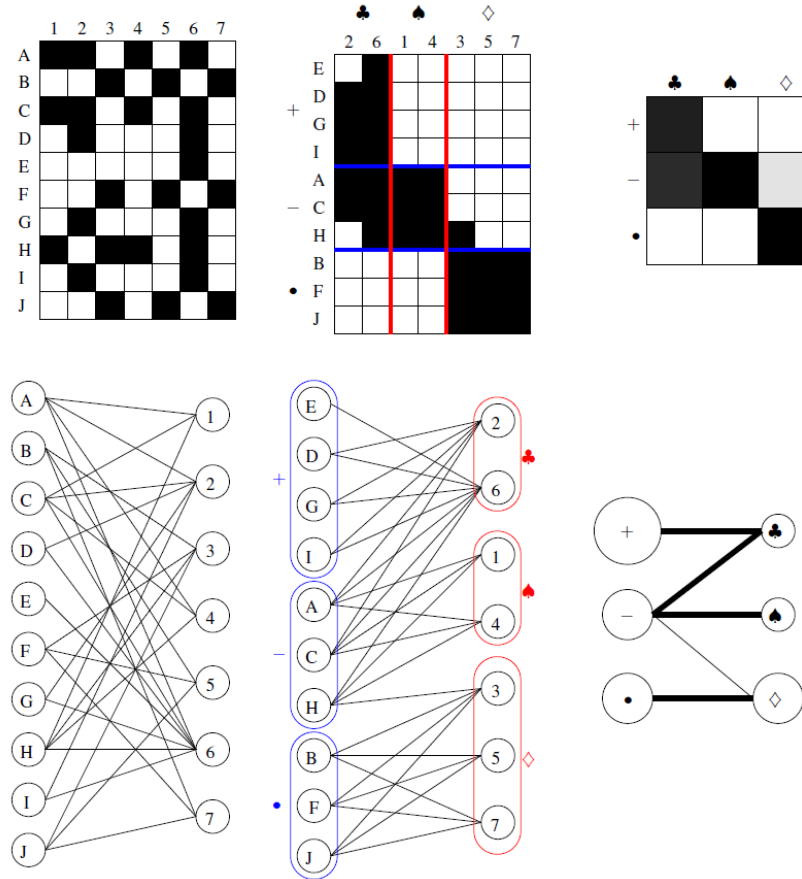 ♣ ♠ ♢
1 2 3 4 5 6 7
2 6 1 4 3 5 7
A
B
C
D
E
F
G
H
I
J
+
−
•
E
D
G
I
A
C
H
B
F
J
♣ ♠ ♢
+
−
•
A
B
C
D
E
F
G
H
I
J
1
2
3
4
5
6
7
+
−
•
E
D
G
I
A
C
H
B
F
J
2
6
1
4
3
5
7
♣
♠
♢
+
−
•
♣
♠
♢